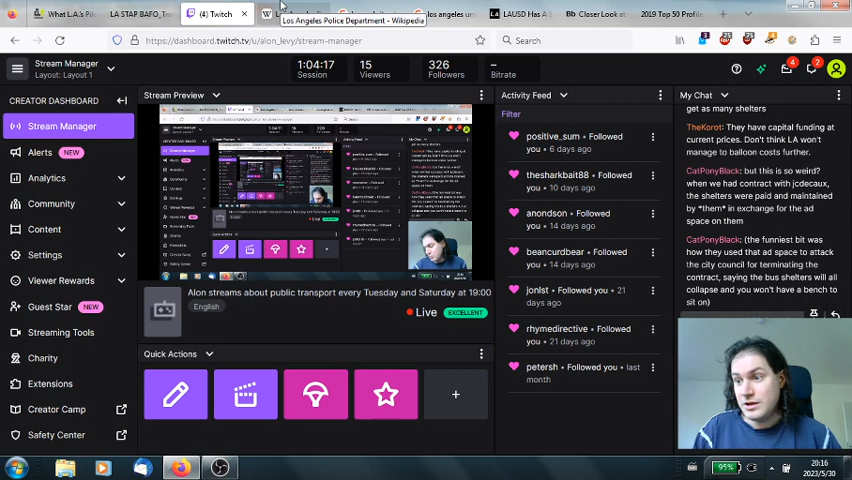 What L.A.'s Pil
LA STAP BAFO_Tra
(4) Twitch
Los Angeles Police Department - Wikipedia
los angeles un
LAUSD Has A $
Closer Look at
2019 Top 50 Profile
https://dashboard.twitch.tv/u/alon_levy/stream-manager
Search
Stream Manager
Layout: Layout 1
1:04:17
Session
15
Viewers
326
Followers
–
Bitrate
4
2
CREATOR DASHBOARD
Stream Manager
Alerts NEW
Analytics
Community
Content
Settings
Viewer Rewards
Guest Star NEW
Streaming Tools
Charity
Extensions
Creator Camp
Safety Center
Stream Preview
Alon streams about public transport every Tuesday and Saturday at 19:00
English
Live EXCELLENT
Quick Actions
+
Activity Feed
Filter
positive_sum • Followed
you • 6 days ago
thesharkbait88 • Followed
you • 10 days ago
anondson • Followed
you • 14 days ago
beancurdbear • Followed
you • 14 days ago
jonlst • Followed you • 21
days ago
rhymedirective • Followed
you • 21 days ago
petersh • Followed you • last
month
My Chat
get as many shelters
TheKorot: They have capital funding at
current prices. Don't think LA won't
manage to balloon costs further.
CatPonyBlack: but this is so weird?
when we had contract with jcdecaux,
the shelters were paid and maintained
by *them* in exchange for the ad
space on them
CatPonyBlack: (the funniest bit was
how they used that ad space to attack
the city council for terminating the
contract, saying the bus shelters will all
collapse and you won't have a bench to
sit on)
95%
20:16
2023/5/30